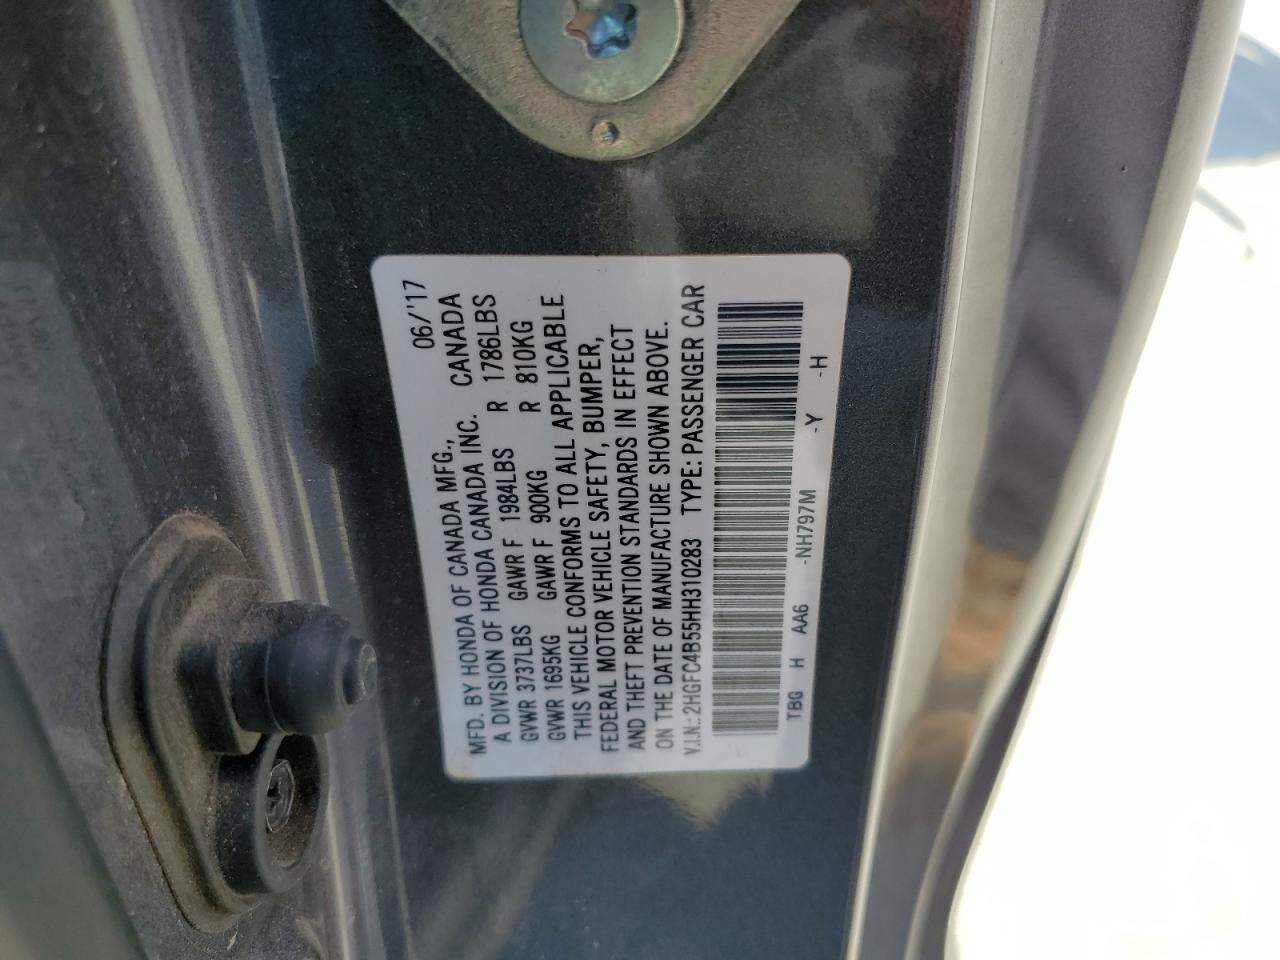 06/17
MFD. BY HONDA OF CANADA MFG.,
A DIVISION OF HONDA CANADA INC. CANADA
GVWR 3737LBS GAWR F 1984LBS R 1786LBS
GVWR 1695KG GAWR F 900KG R 810KG
THIS VEHICLE CONFORMS TO ALL APPLICABLE
FEDERAL MOTOR VEHICLE SAFETY, BUMPER,
AND THEFT PREVENTION STANDARDS IN EFFECT
ON THE DATE OF MANUFACTURE SHOWN ABOVE.
V.I.N.: 2HGFC4B55HH310283 TYPE: PASSENGER CAR
TBG H AA6 -NH797M -Y -H